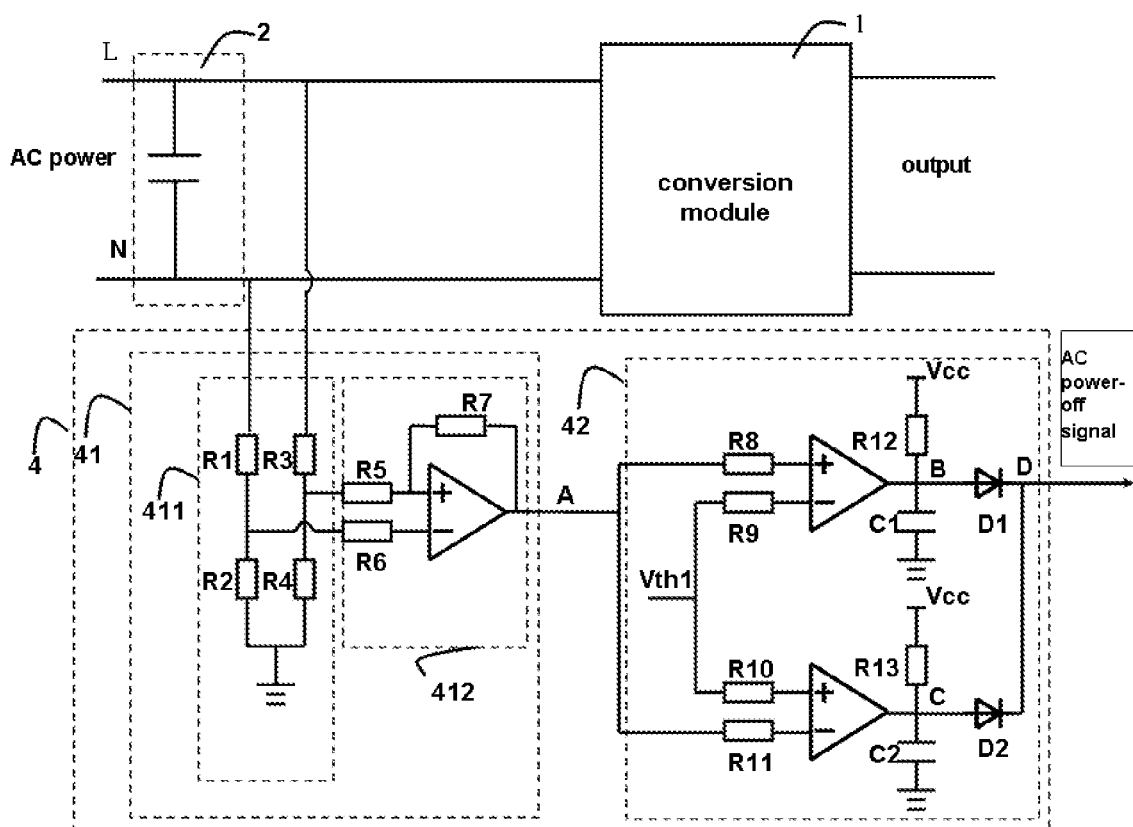 L
2
1
AC power
conversion
module
output
N
AC
power-
off
signal
4
41
42
411
412
R1
R3
R2
R4
R5
R6
R7
A
R8
R9
Vth1
R10
R11
Vcc
R12
B
C1
D1
D
Vcc
R13
C
C2
D2